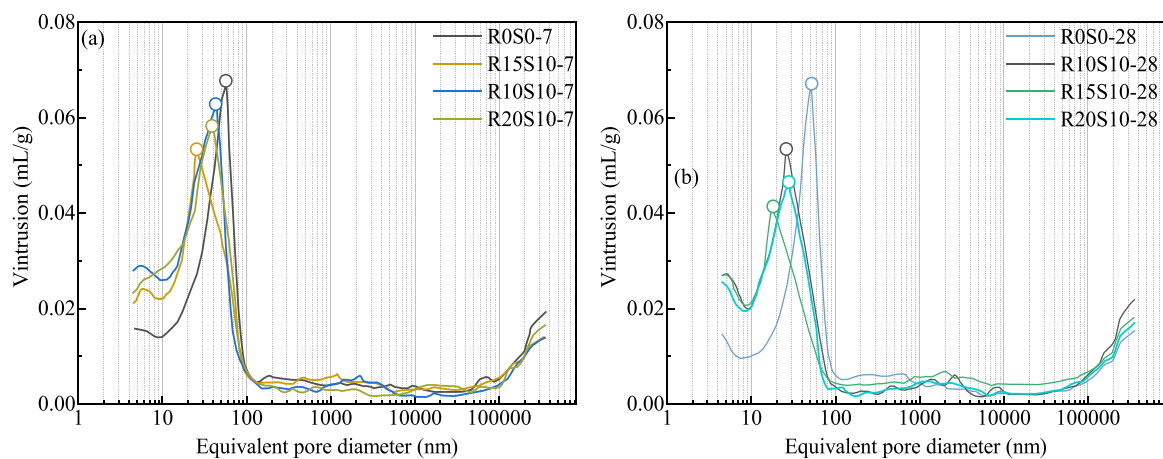 (a)
R0S0-7
R15S10-7
R10S10-7
R20S10-7
0.08
0.06
0.04
0.02
0.00
Vintrusion (mL/g)
1
10
100
1000
10000
100000
Equivalent pore diameter (nm)
(b)
R0S0-28
R10S10-28
R15S10-28
R20S10-28
0.08
0.06
0.04
0.02
0.00
Vintrusion (mL/g)
1
10
100
1000
10000
100000
Equivalent pore diameter (nm)